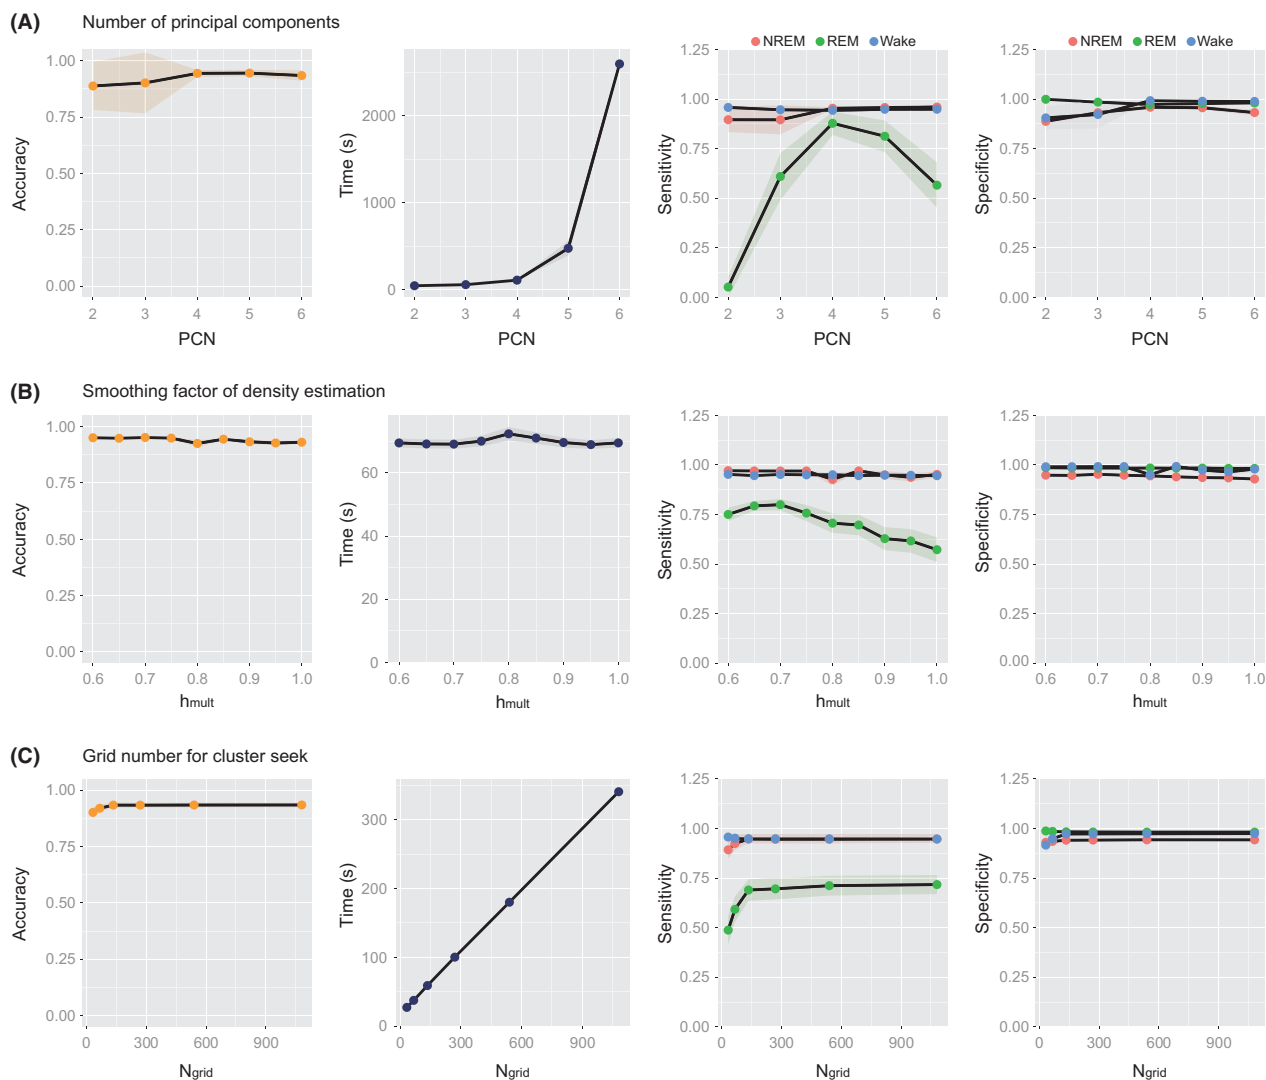 (A) Number of principal components
NREM REM Wake
NREM REM Wake
Accuracy
1.00
0.75
0.50
0.25
0.00
2 3 4 5 6
PCN
Time (s)
2000
1000
0
2 3 4 5 6
PCN
Sensitivity
1.25
1.00
0.75
0.50
0.25
0.00
2 3 4 5 6
PCN
Specificity
1.25
1.00
0.75
0.50
0.25
0.00
2 3 4 5 6
PCN
(B) Smoothing factor of density estimation
Accuracy
1.00
0.75
0.50
0.25
0.00
0.6 0.7 0.8 0.9 1.0
hmult
Time (s)
60
40
20
0
0.6 0.7 0.8 0.9 1.0
hmult
Sensitivity
1.25
1.00
0.75
0.50
0.25
0.00
0.6 0.7 0.8 0.9 1.0
hmult
Specificity
1.25
1.00
0.75
0.50
0.25
0.00
0.6 0.7 0.8 0.9 1.0
hmult
(C) Grid number for cluster seek
Accuracy
1.00
0.75
0.50
0.25
0.00
0 300 600 900
Ngrid
Time (s)
300
200
100
0
0 300 600 900
Ngrid
Sensitivity
1.25
1.00
0.75
0.50
0.25
0.00
0 300 600 900
Ngrid
Specificity
1.25
1.00
0.75
0.50
0.25
0.00
0 300 600 900
Ngrid